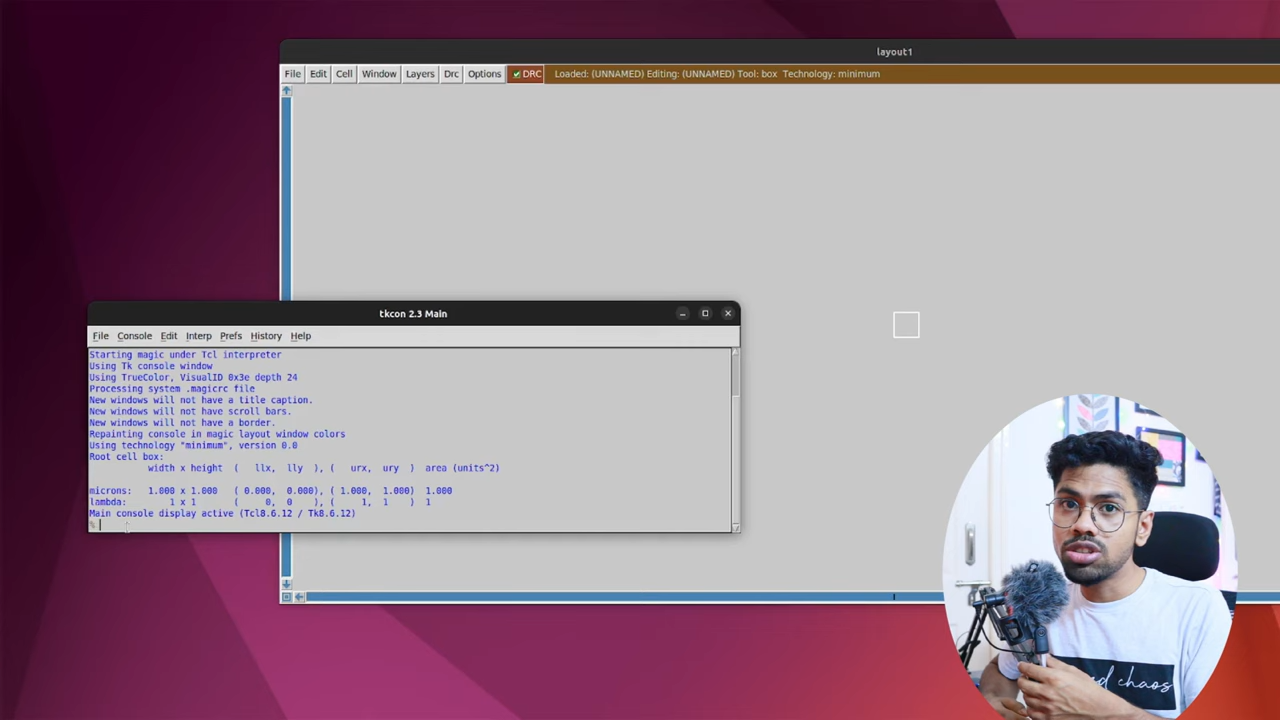 layout1
File Edit Cell Window Layers Drc Options DRC Loaded: (UNNAMED) Editing: (UNNAMED) Tool: box Technology: minimum
tkcon 2.3 Main
File Console Edit Interp Prefs History Help
Starting magic under Tcl interpreter
Using Tk console window
Using TrueColor, VisualID 0x3e depth 24
Processing system .magicrc file
New windows will not have a title caption.
New windows will not have scroll bars.
New windows will not have a border.
Repainting console in magic layout window colors
Using technology "minimum", version 0.0
Root cell box:
width x height ( llx, lly ), ( urx, ury ) area (units^2)
microns: 1.000 x 1.000 ( 0.000, 0.000), ( 1.000, 1.000) 1.000
lambda: 1 x 1 ( 0, 0 ), ( 1, 1 ) 1
Main console display active (Tcl8.6.12 / Tk8.6.12)
%
chaos